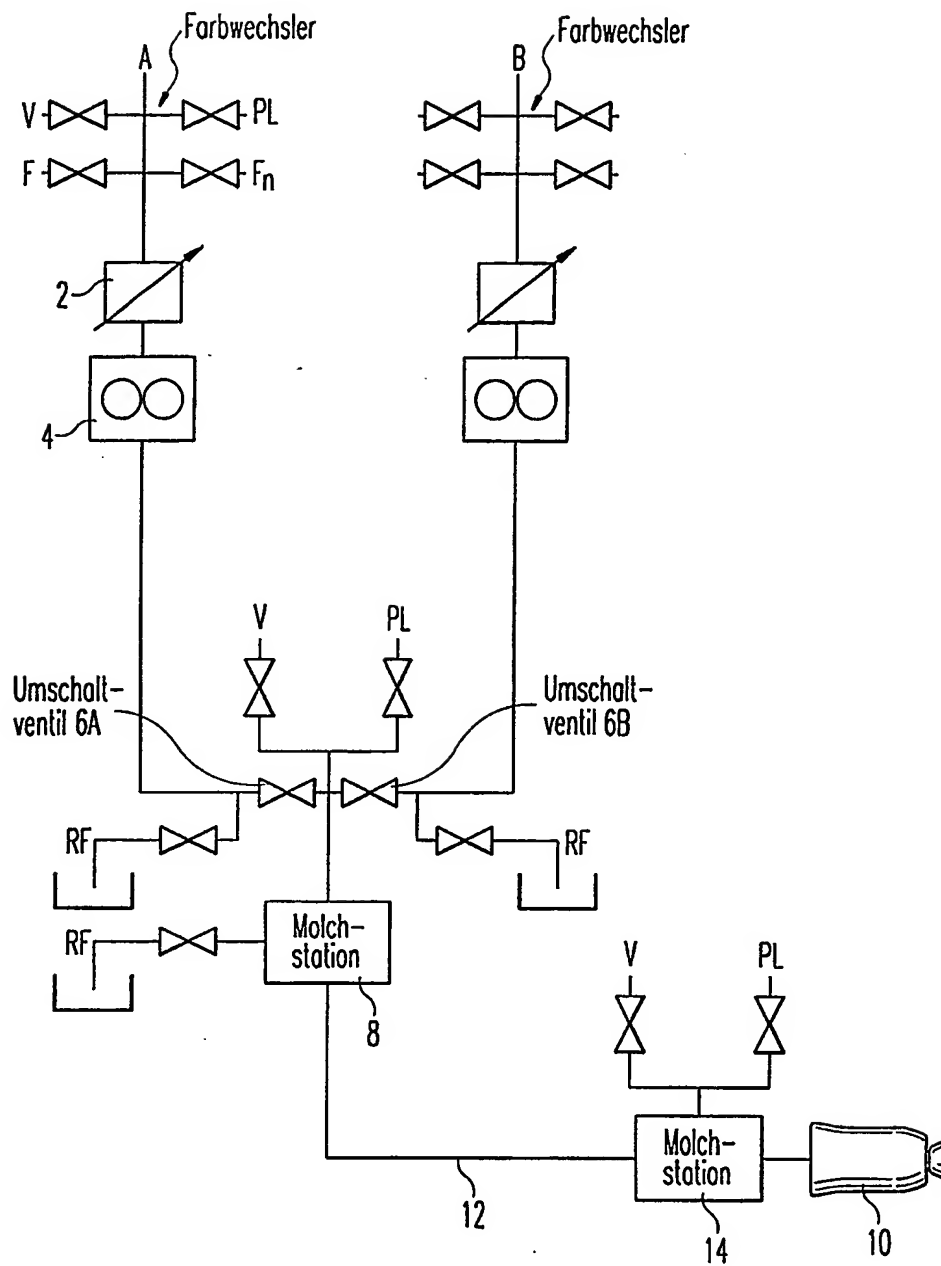 Farbwechsler
Farbwechsler
A
B
V
PL
F
Fn
2
4
V
PL
Umschalt-
ventil 6A
Umschalt-
ventil 6B
RF
RF
RF
Molch-
station
8
V
PL
Molch-
station
12
14
10